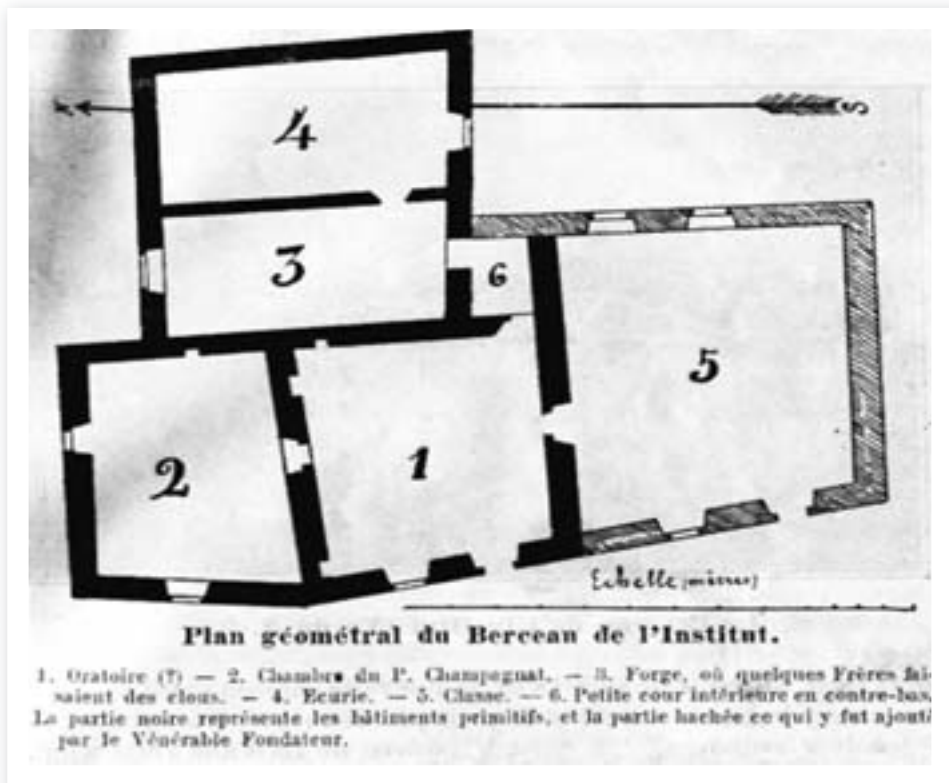 4
S
3
6
5
2
1
Echelle
Plan géométral du Berceau de l'Institut.
1. Oratoire (?) — 2. Chambre du P. Champagnat. — 3. Forge, où quelques Frères fai-
saient des clous. — 4. Ecurie. — 5. Classe. — 6. Petite cour intérieure en contre-bas.
La partie noire représente les bâtiments primitifs, et la partie hachée ce qui y fut ajouté
par le Vénérable Fondateur.